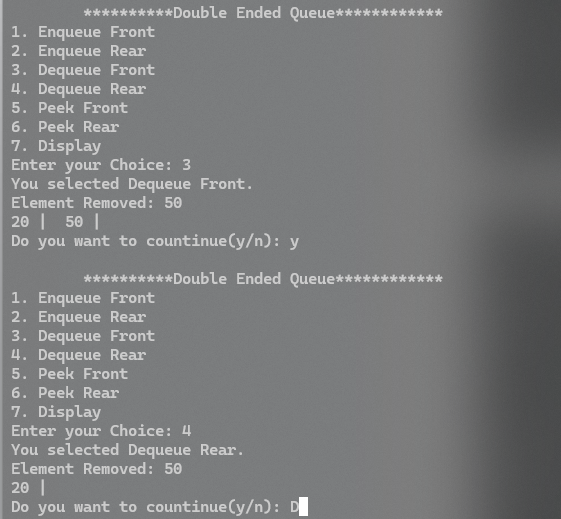 **********Double Ended Queue************
1. Enqueue Front
2. Enqueue Rear
3. Dequeue Front
4. Dequeue Rear
5. Peek Front
6. Peek Rear
7. Display
Enter your Choice: 3
You selected Dequeue Front.
Element Removed: 50
20 |  50 |
Do you want to countinue(y/n): y
**********Double Ended Queue************
1. Enqueue Front
2. Enqueue Rear
3. Dequeue Front
4. Dequeue Rear
5. Peek Front
6. Peek Rear
7. Display
Enter your Choice: 4
You selected Dequeue Rear.
Element Removed: 50
20 |
Do you want to countinue(y/n): D